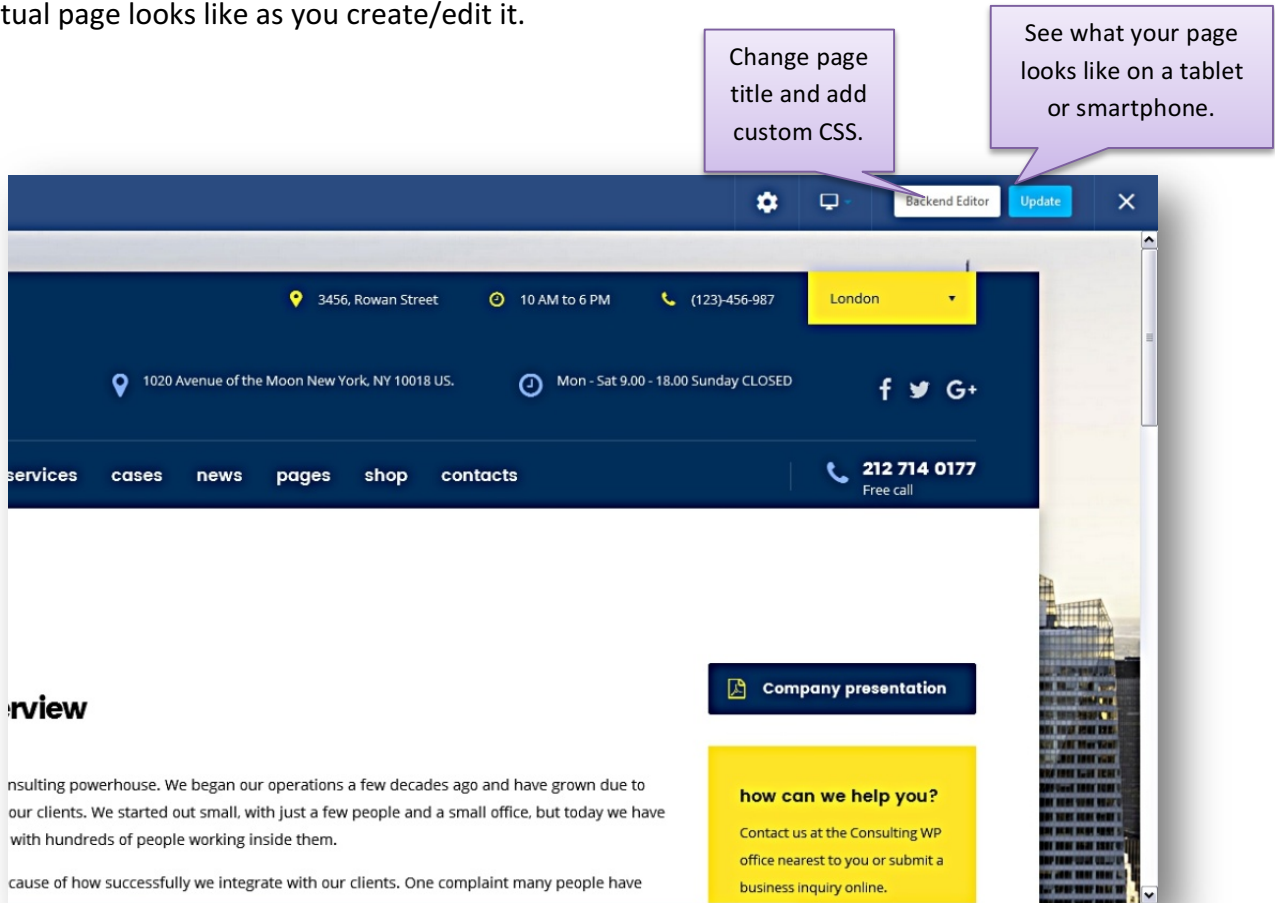 tual page looks like as you create/edit it.
Change page
title and add
custom CSS.
See what your page
looks like on a tablet
or smartphone.
Backend Editor
Update
3456, Rowan Street
10 AM to 6 PM
(123)-456-987
London
1020 Avenue of the Moon New York, NY 10018 US.
Mon - Sat 9.00 - 18.00 Sunday CLOSED
f
G+
services cases news pages shop contacts
212 714 0177
Free call
Company presentation
rview
nsulting powerhouse. We began our operations a few decades ago and have grown due to
our clients. We started out small, with just a few people and a small office, but today we have
with hundreds of people working inside them.
cause of how successfully we integrate with our clients. One complaint many people have
how can we help you?
Contact us at the Consulting WP
office nearest to you or submit a
business inquiry online.